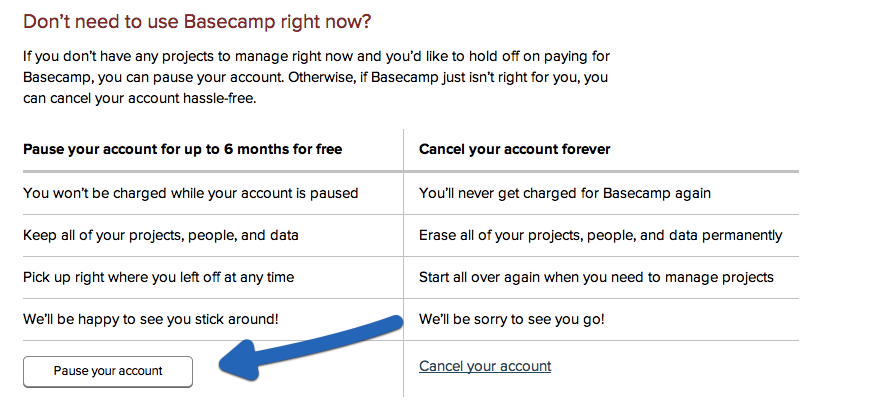 Don’t need to use Basecamp right now?
If you don’t have any projects to manage right now and you’d like to hold off on paying for
Basecamp, you can pause your account. Otherwise, if Basecamp just isn’t right for you, you
can cancel your account hassle-free.
Pause your account for up to 6 months for free
Cancel your account forever
You won’t be charged while your account is paused
You’ll never get charged for Basecamp again
Keep all of your projects, people, and data
Erase all of your projects, people, and data permanently
Pick up right where you left off at any time
Start all over again when you need to manage projects
We’ll be happy to see you stick around!
We’ll be sorry to see you go!
Pause your account
Cancel your account